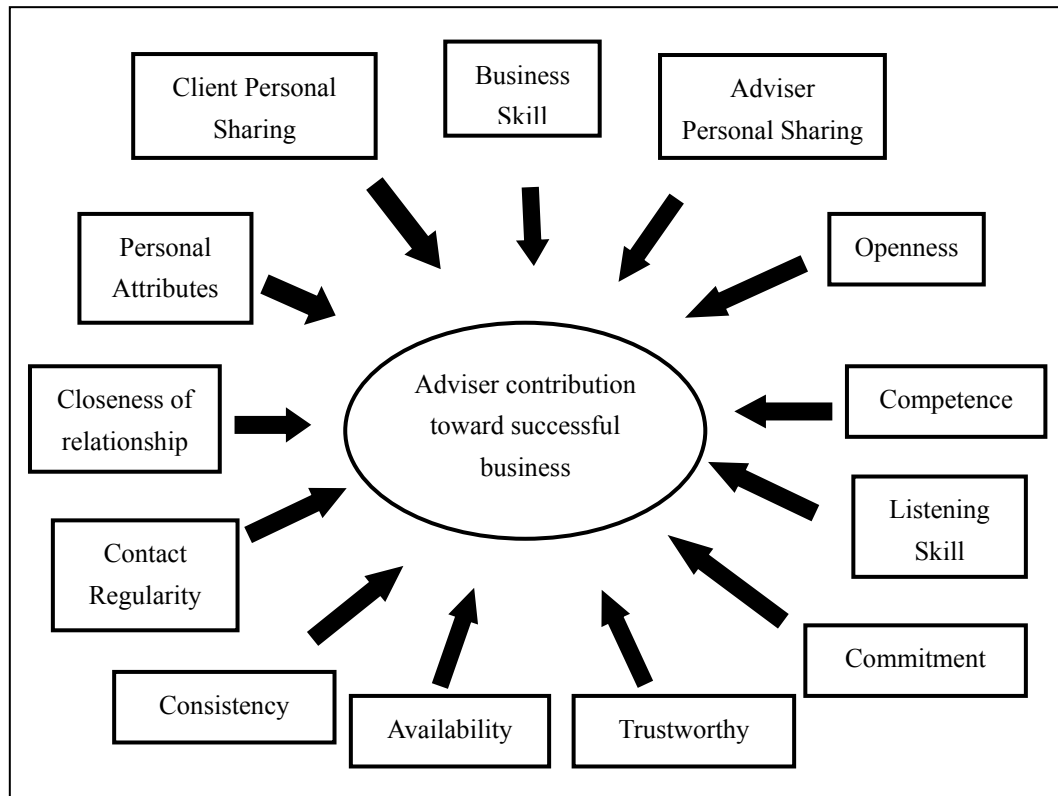 Client Personal
Sharing
Business
Skill
Adviser
Personal Sharing
Personal
Attributes
Openness
Closeness of
relationship
Adviser contribution
toward successful
business
Competence
Listening
Skill
Contact
Regularity
Commitment
Consistency
Availability
Trustworthy